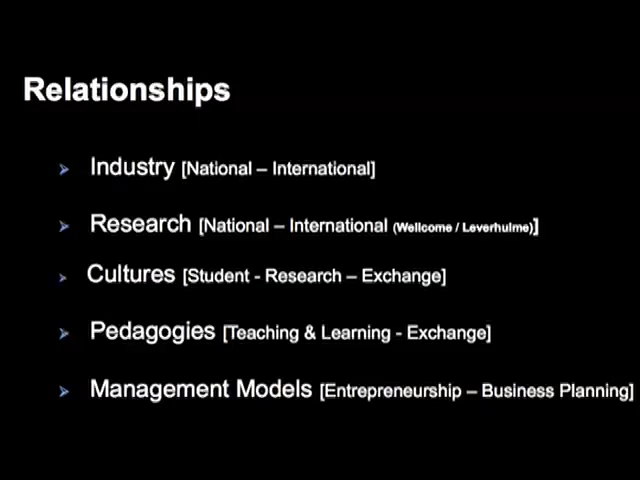 Relationships
Industry [National – International]
Research [National – International (Wellcome / Leverhulme)]
Cultures [Student - Research – Exchange]
Pedagogies [Teaching & Learning - Exchange]
Management Models [Entrepreneurship – Business Planning]